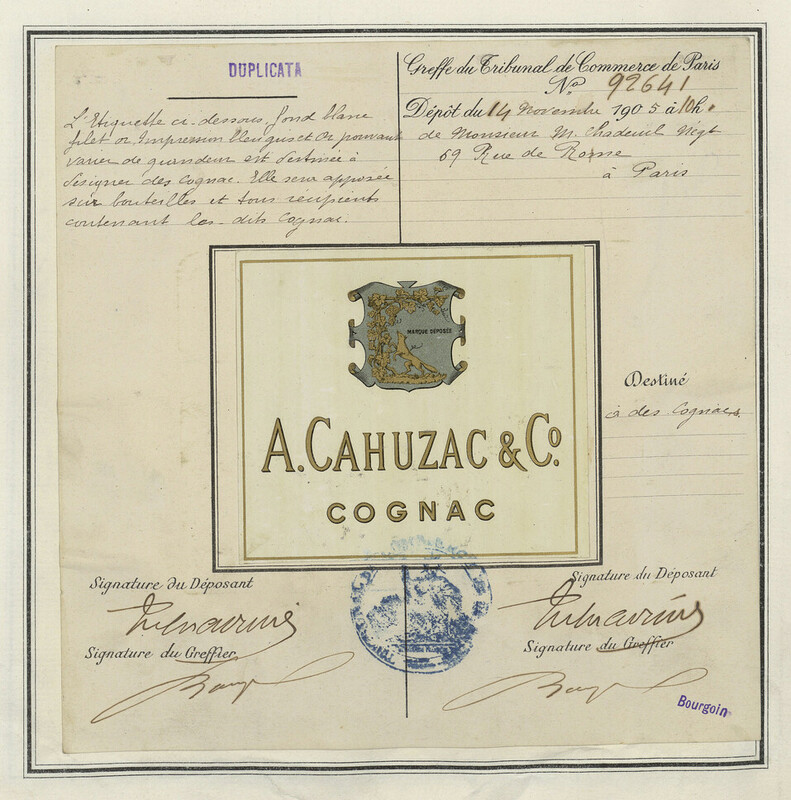 DUPLICATA
L'Etiquette ci-dessous, fond blanc
filet or, Impression bleu gris et Or pouvant
varier de grandeur est destinée à
désigner des Cognac. Elle sera apposée
sur bouteilles et tous récipients
contenant les dits Cognac.
Greffe du Tribunal de Commerce de Paris
No 92641
Dépôt du 14 Novembre 1905 à 10h.
de Monsieur M. Chadeuil Négt
69 Rue de Rome
à Paris
MARQUE DÉPOSÉE
A. CAHUZAC & Co.
COGNAC
Destiné
à des Cognacs.
Signature du Déposant
Signature du Greffier
Signature du Déposant
Signature du Greffier
Bourgoin